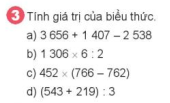 3 Tính giá trị của biểu thức.
a) 3 656 + 1 407 – 2 538
b) 1 306 × 6 : 2
c) 452 × (766 – 762)
d) (543 + 219) : 3